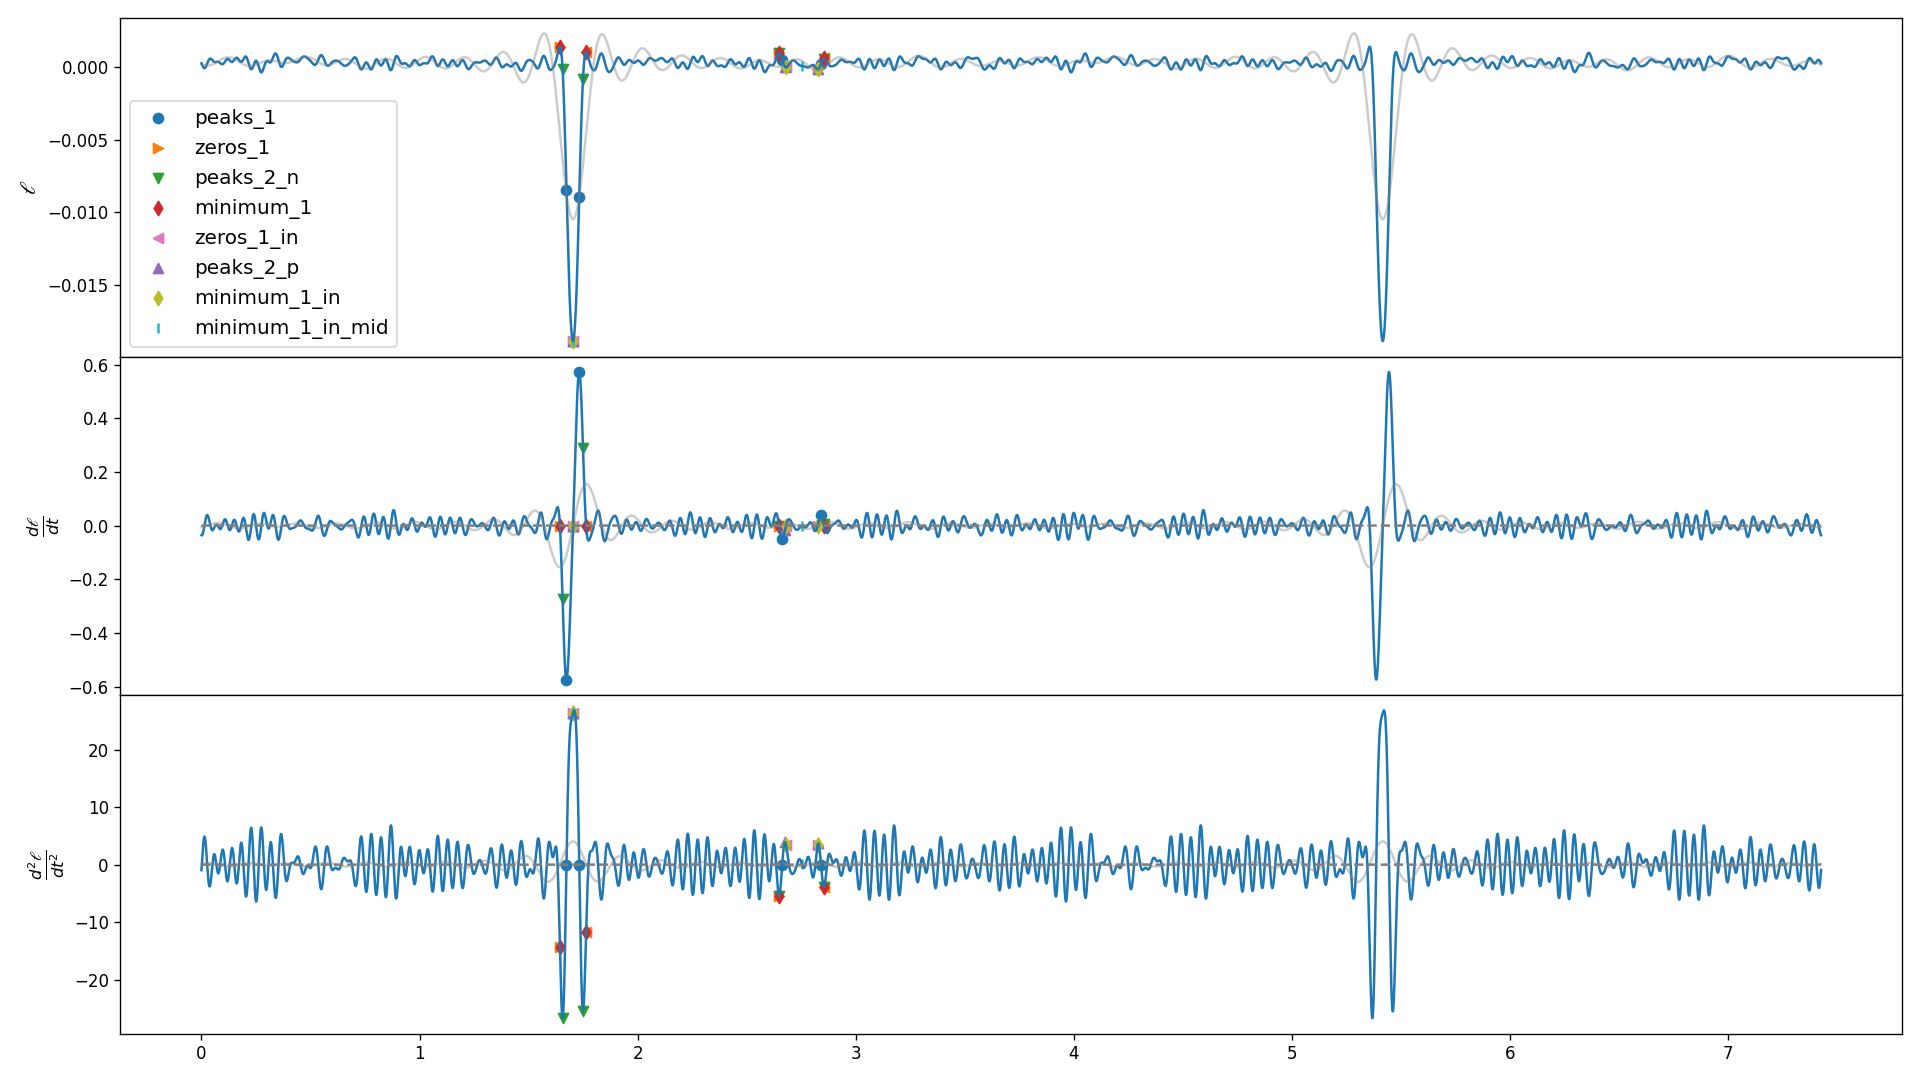 0.000
−0.005
−0.010
−0.015
ℓ
peaks_1
zeros_1
peaks_2_n
minimum_1
zeros_1_in
peaks_2_p
minimum_1_in
minimum_1_in_mid
0.6
0.4
0.2
0.0
−0.2
−0.4
−0.6
dℓ
dt
20
10
0
−10
−20
d²ℓ
dt²
0 1 2 3 4 5 6 7